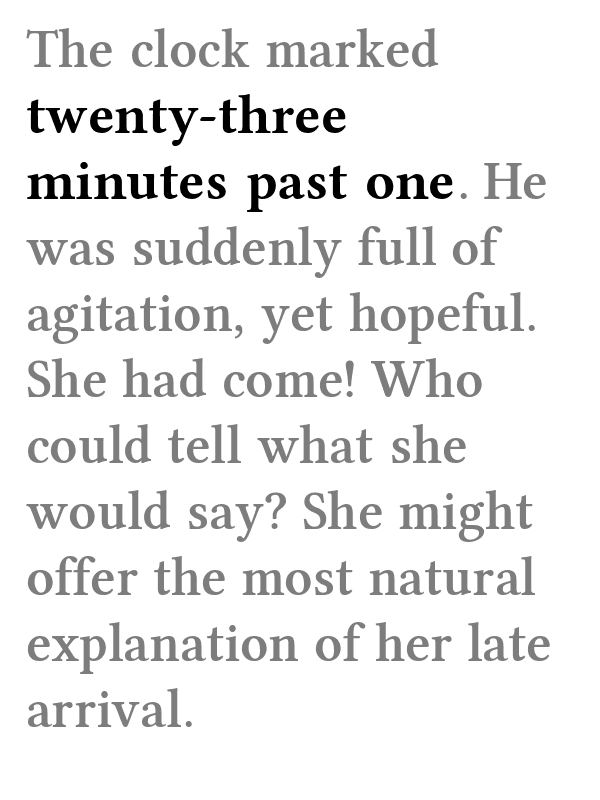 The clock marked
twenty-three
minutes past one. He
was suddenly full of
agitation, yet hopeful.
She had come! Who
could tell what she
would say? She might
offer the most natural
explanation of her late
arrival.